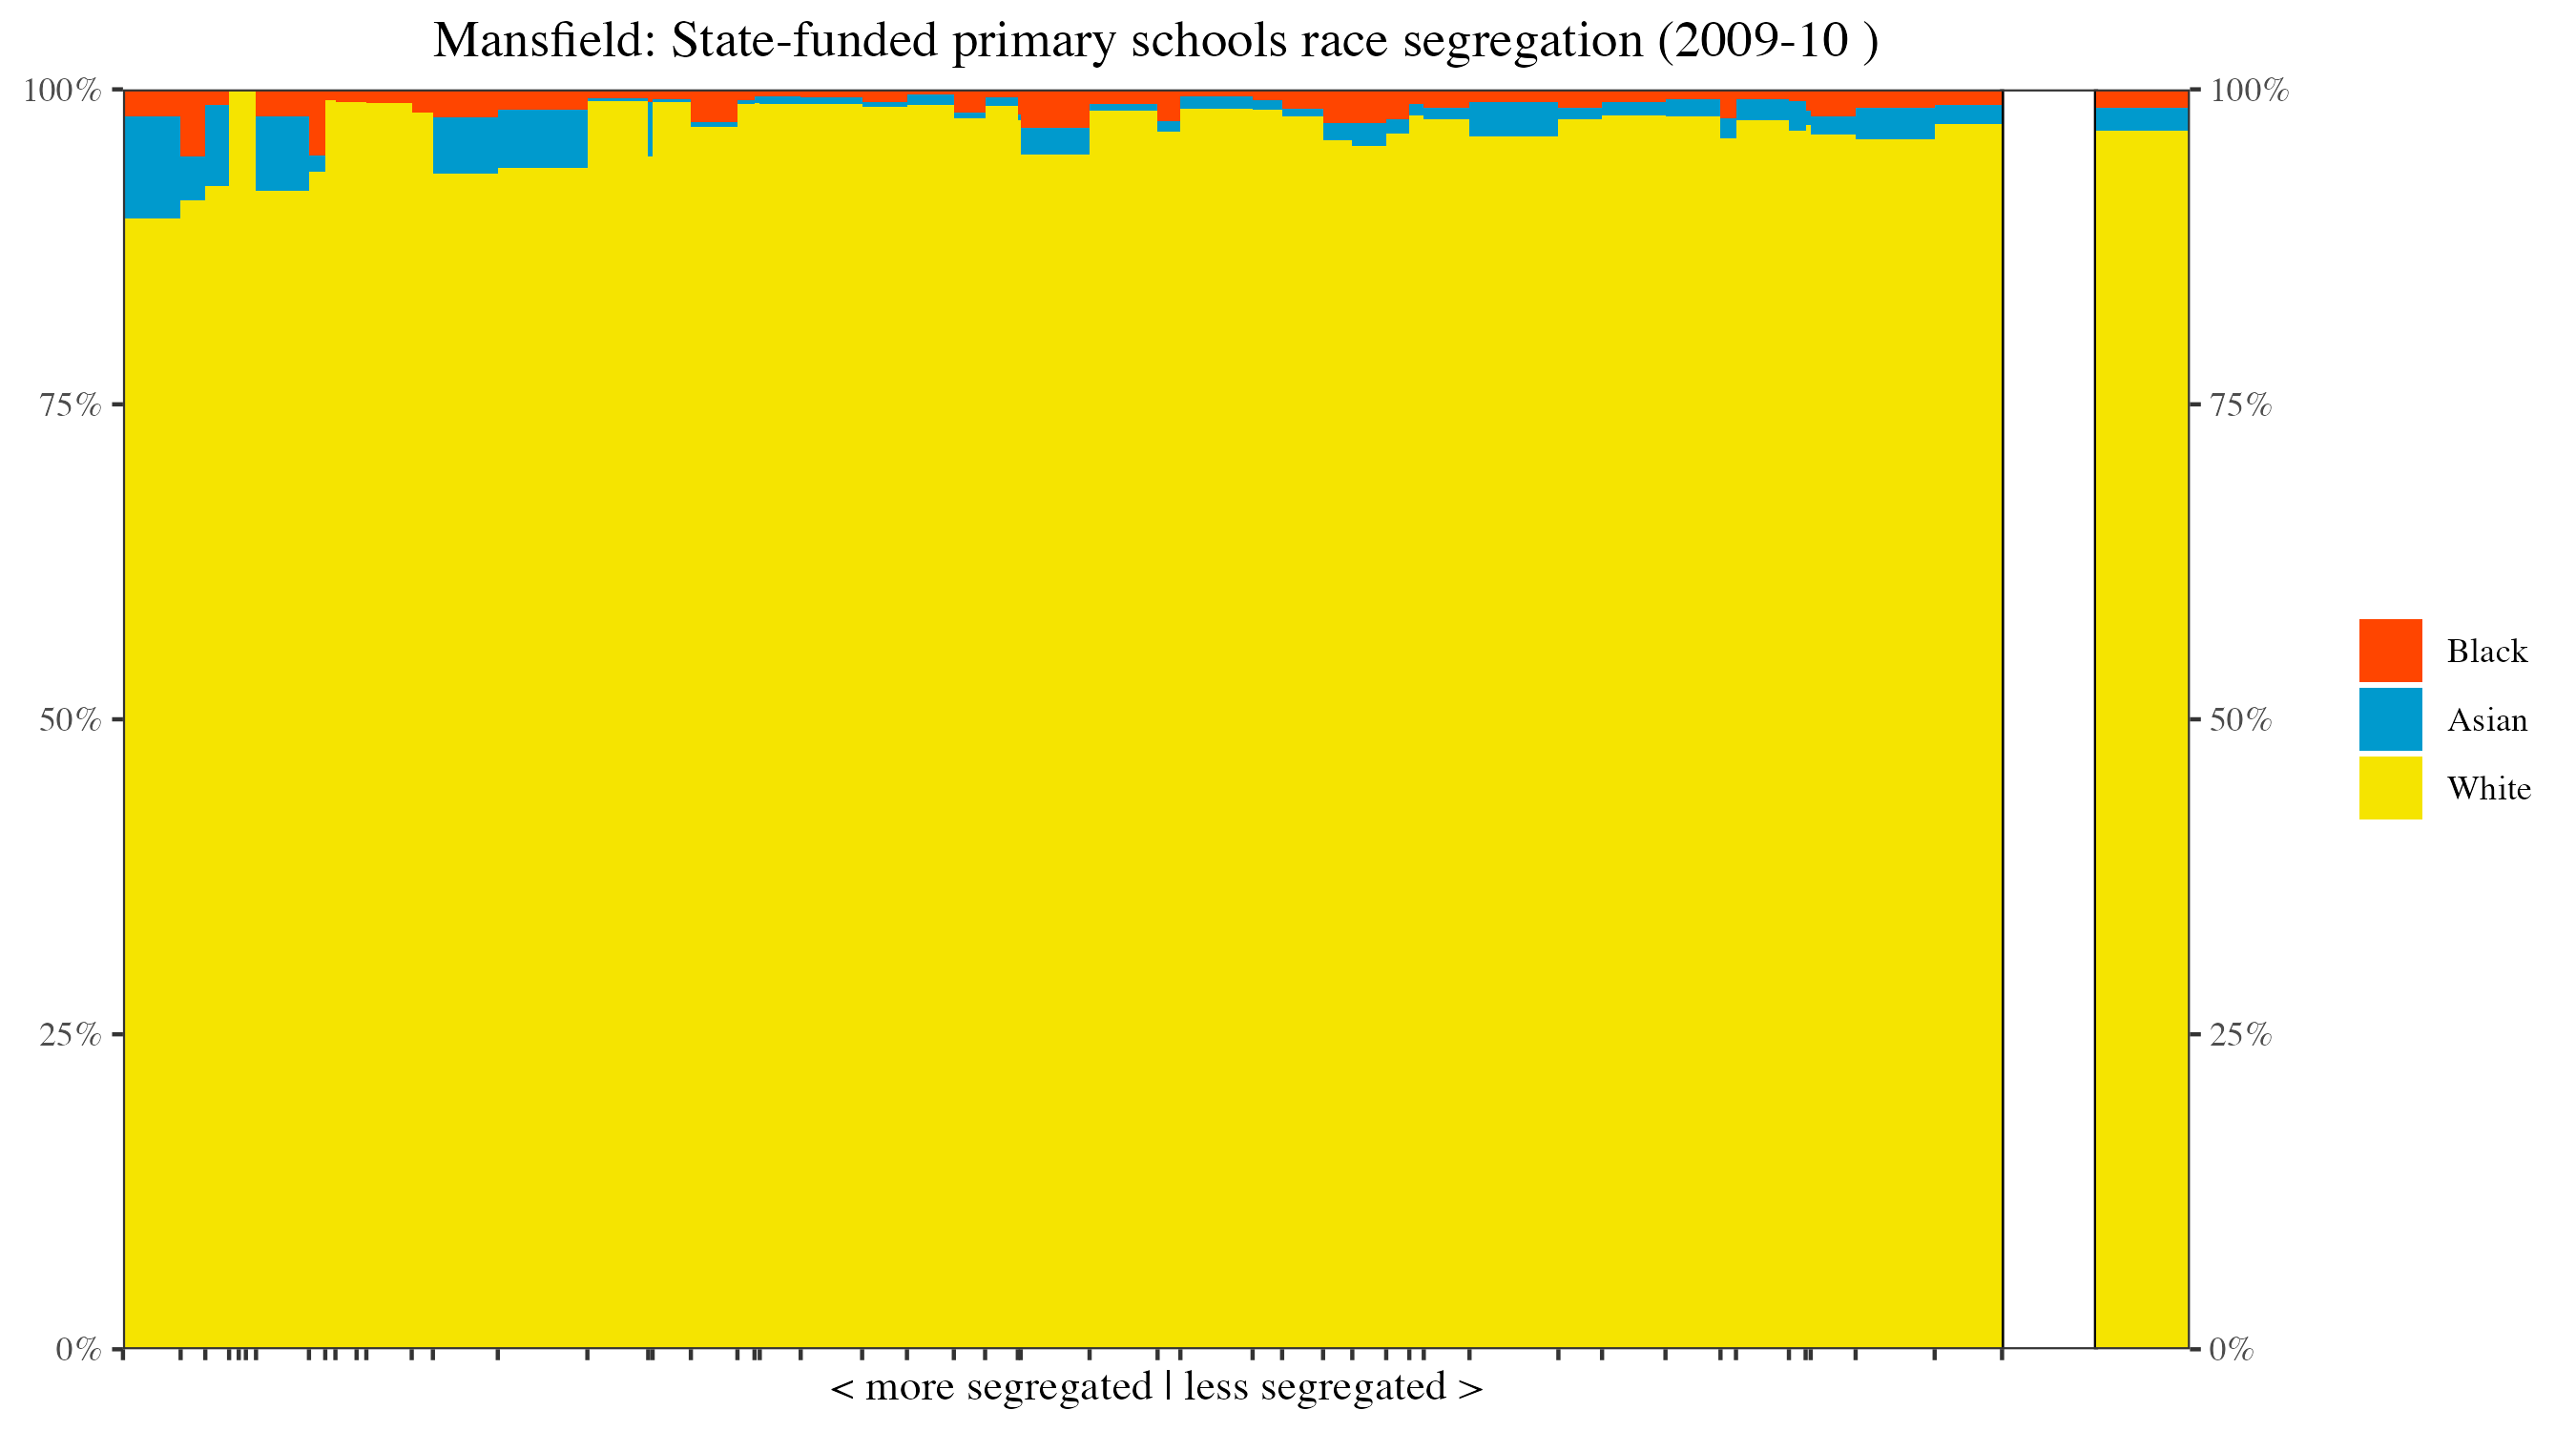 Mansfield: State-funded primary schools race segregation (2009-10 )
100%
75%
50%
25%
0%
100%
75%
50%
25%
0%
Black
Asian
White
< more segregated | less segregated >